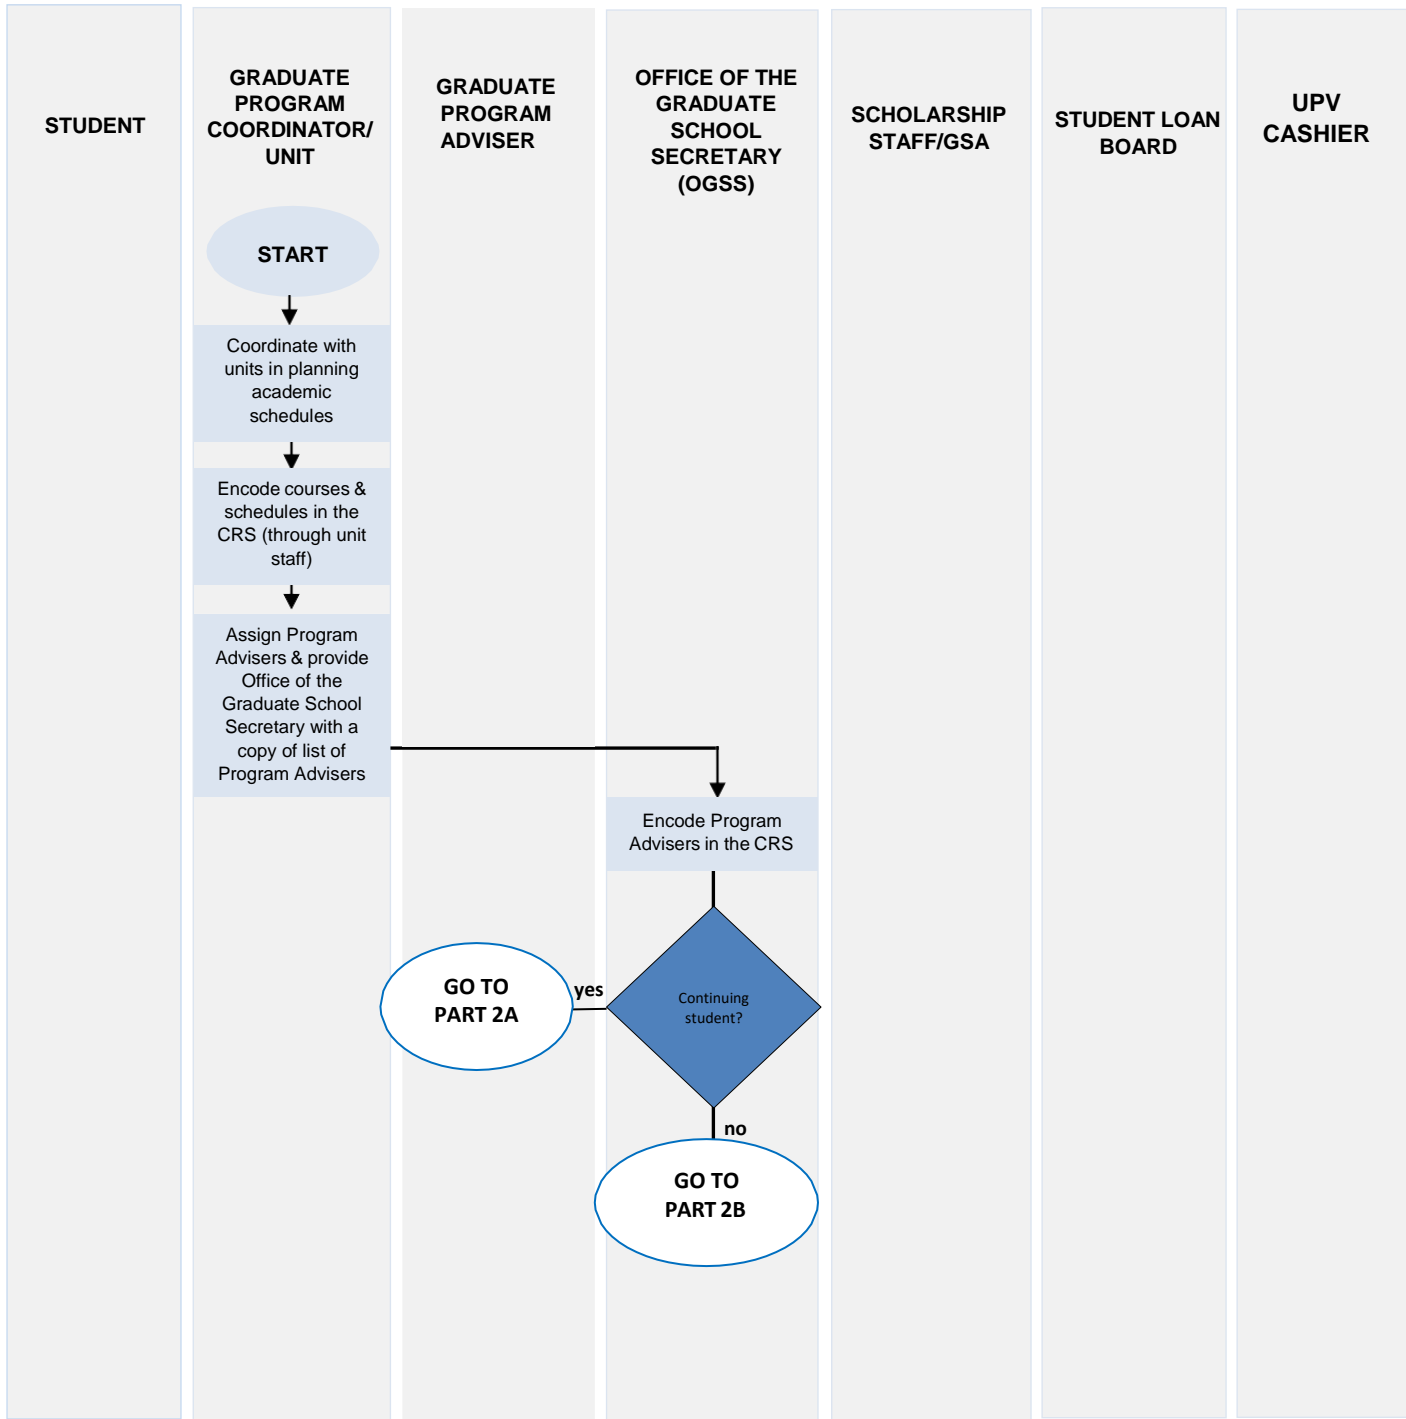 STUDENT
GRADUATE
PROGRAM
COORDINATOR/
UNIT
GRADUATE
PROGRAM
ADVISER
OFFICE OF THE
GRADUATE
SCHOOL
SECRETARY
(OGSS)
SCHOLARSHIP
STAFF/GSA
STUDENT LOAN
BOARD
UPV
CASHIER
START
Coordinate with
units in planning
academic
schedules
Encode courses &
schedules in the
CRS (through unit
staff)
Assign Program
Advisers & provide
Office of the
Graduate School
Secretary with a
copy of list of
Program Advisers
Encode Program
Advisers in the CRS
Continuing
student?
yes
GO TO
PART 2A
no
GO TO
PART 2B